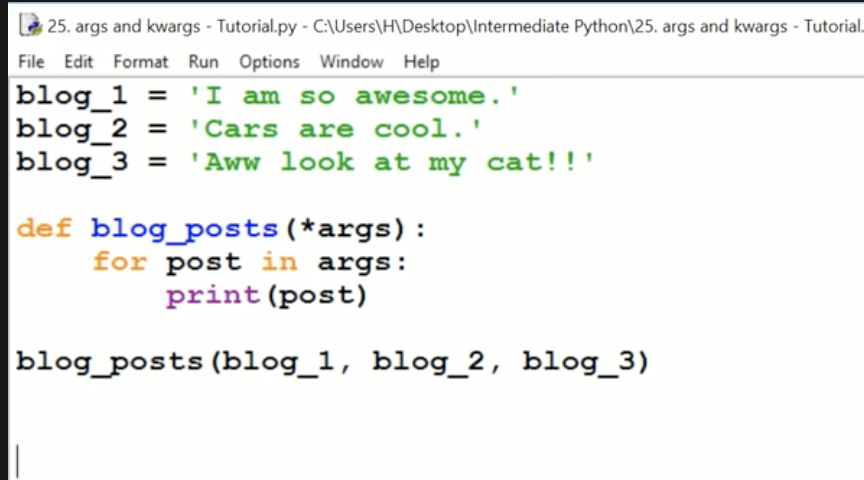 25. args and kwargs - Tutorial.py - C:\Users\H\Desktop\Intermediate Python\25. args and kwargs - Tutorial.
File Edit Format Run Options Window Help
blog_1 = 'I am so awesome.'
blog_2 = 'Cars are cool.'
blog_3 = 'Aww look at my cat!!'
def blog_posts(*args):
    for post in args:
        print(post)
blog_posts(blog_1, blog_2, blog_3)